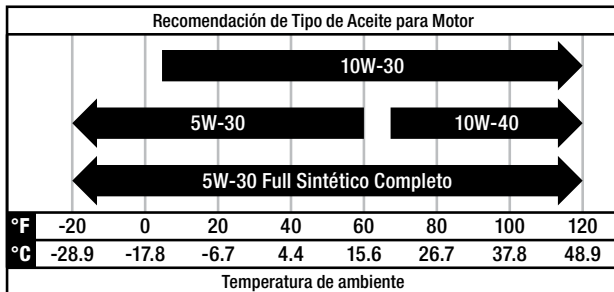 Recomendación de Tipo de Aceite para Motor
10W-30
5W-30 10W-40
5W-30 Full Sintético Completo
°F -20 0 20 40 60 80 100 120
°C -28.9 -17.8 -6.7 4.4 15.6 26.7 37.8 48.9
Temperatura de ambiente